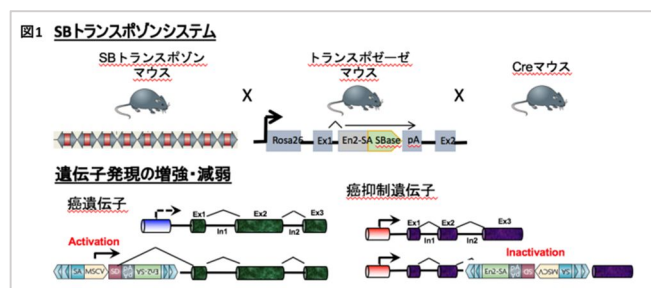 図1 SBトランスポゾンシステム
SBトランスポゾン
マウス
トランスポゼーゼ
マウス
Creマウス
X
X
Rosa26 Ex1 En2-SA SBase pA Ex2
遺伝子発現の増強・減弱
癌遺伝子
癌抑制遺伝子
Ex1 Ex2 Ex3
In1 In2
Activation
SA MSCV
Ex1 Ex2 Ex3
In1 In2
Inactivation
En2-SA SD MSCV SA